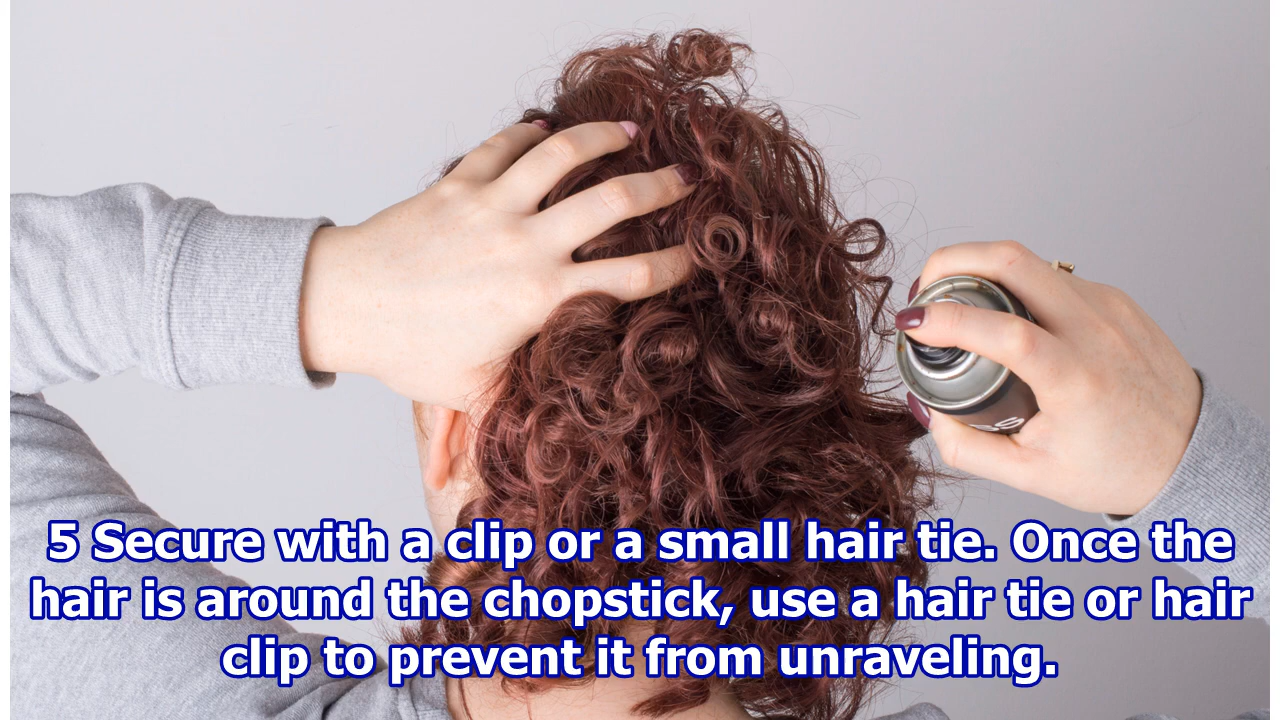 5 Secure with a clip or a small hair tie. Once the
hair is around the chopstick, use a hair tie or hair
clip to prevent it from unraveling.